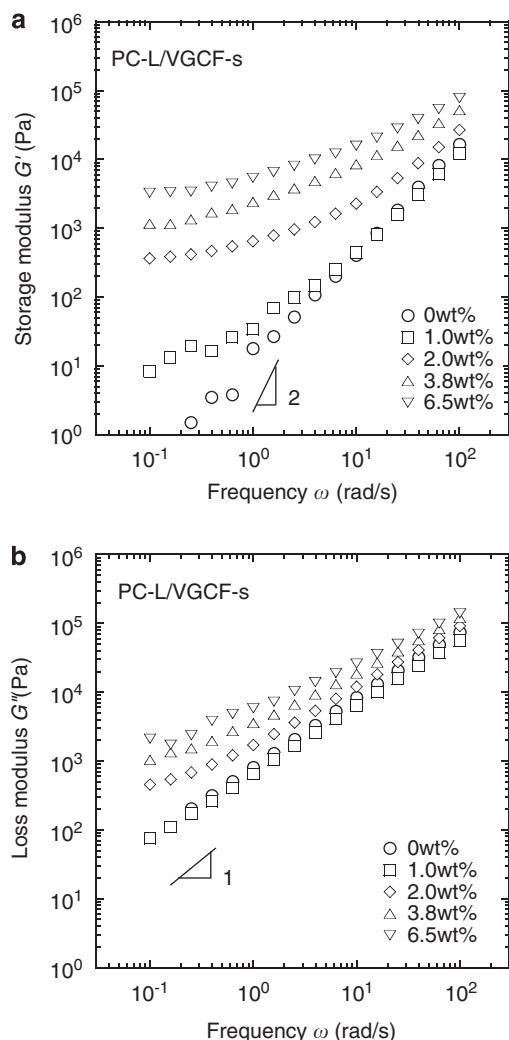 a
PC-L/VGCF-s
Storage modulus G′ (Pa)
10⁶
10⁵
10⁴
10³
10²
10¹
10⁰
0wt%
1.0wt%
2.0wt%
3.8wt%
6.5wt%
2
10⁻¹ 10⁰ 10¹ 10²
Frequency ω (rad/s)
b
PC-L/VGCF-s
Loss modulus G″(Pa)
10⁶
10⁵
10⁴
10³
10²
10¹
10⁰
0wt%
1.0wt%
2.0wt%
3.8wt%
6.5wt%
1
10⁻¹ 10⁰ 10¹ 10²
Frequency ω (rad/s)